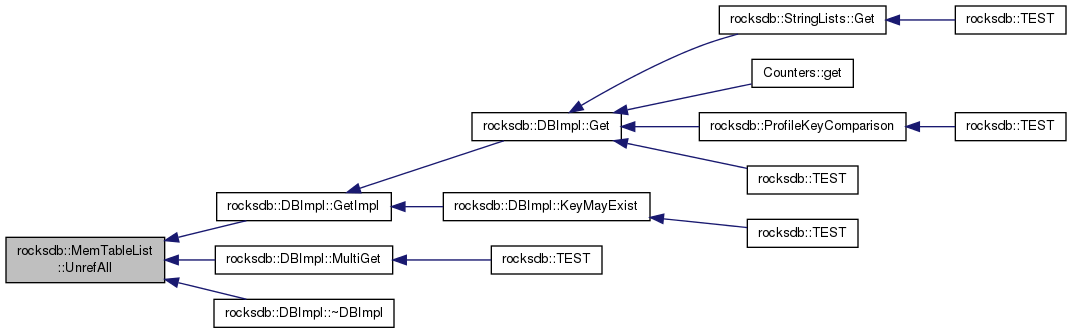 rocksdb::StringLists::Get
rocksdb::TEST
Counters::get
rocksdb::DBImpl::Get
rocksdb::ProfileKeyComparison
rocksdb::TEST
rocksdb::TEST
rocksdb::DBImpl::GetImpl
rocksdb::DBImpl::KeyMayExist
rocksdb::TEST
rocksdb::MemTableList
::UnrefAll
rocksdb::DBImpl::MultiGet
rocksdb::TEST
rocksdb::DBImpl::~DBImpl